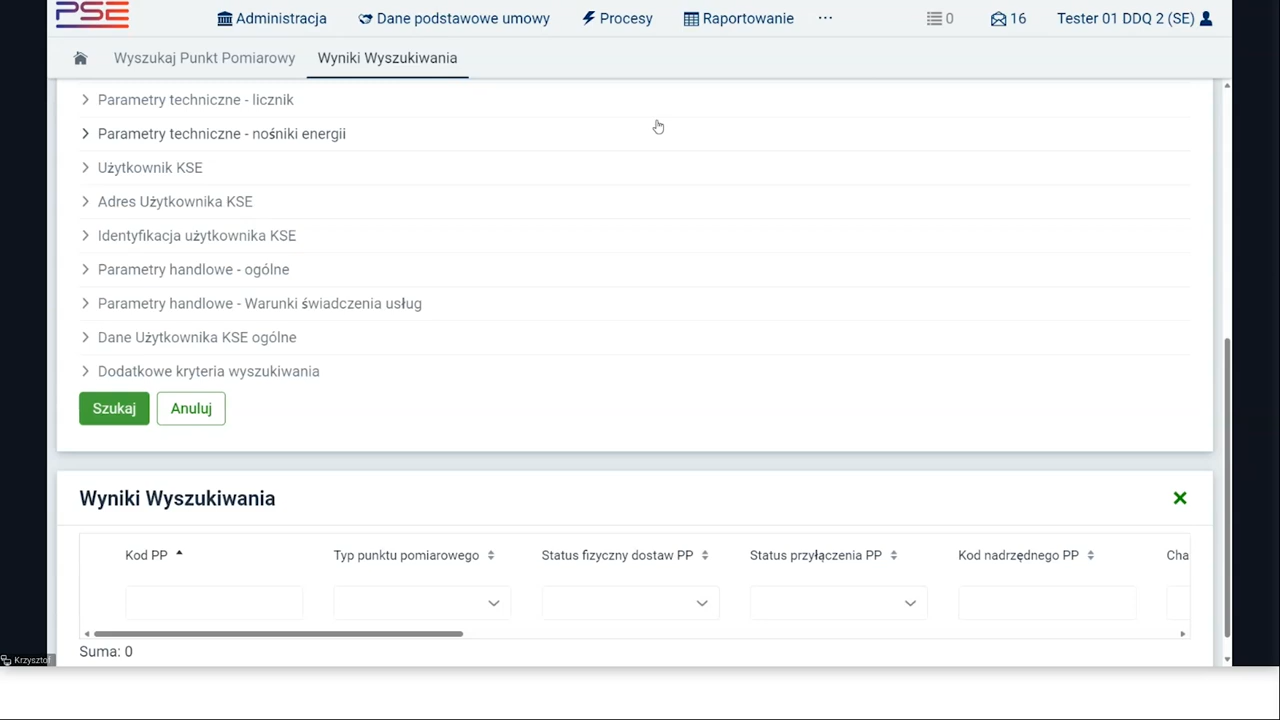 PSE
Administracja Dane podstawowe umowy Procesy Raportowanie ... 0 16 Tester 01 DDQ 2 (SE)
Wyszukaj Punkt Pomiarowy Wyniki Wyszukiwania
Parametry techniczne - licznik
Parametry techniczne - nośniki energii
Użytkownik KSE
Adres Użytkownika KSE
Identyfikacja użytkownika KSE
Parametry handlowe - ogólne
Parametry handlowe - Warunki świadczenia usług
Dane Użytkownika KSE ogólne
Dodatkowe kryteria wyszukiwania
Szukaj Anuluj
Wyniki Wyszukiwania
Kod PP Typ punktu pomiarowego Status fizyczny dostaw PP Status przyłączenia PP Kod nadrzędnego PP Cha
Suma: 0
Krzysztof